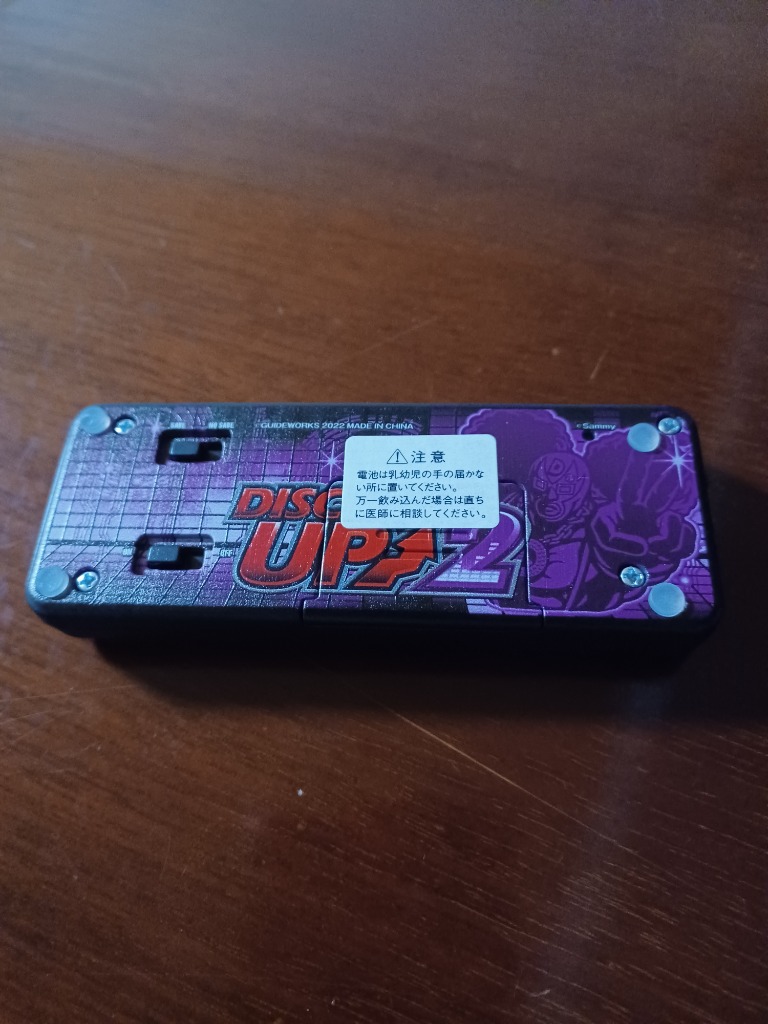 ©GUIDEWORKS 2022 MADE IN CHINA
©Sammy
⚠注意
電池は乳幼児の手の届かな
い所に置いてください。
万一飲み込んだ場合は直ち
に医師に相談してください。
DISC
UP 2
OFF